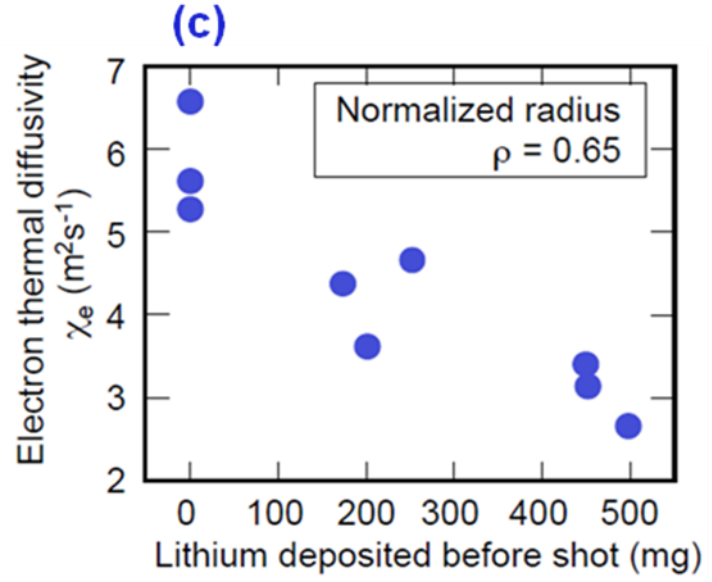 (c)
7
6
5
4
3
2
Electron thermal diffusivity
χe (m²s⁻¹)
Normalized radius
ρ = 0.65
0 100 200 300 400 500
Lithium deposited before shot (mg)